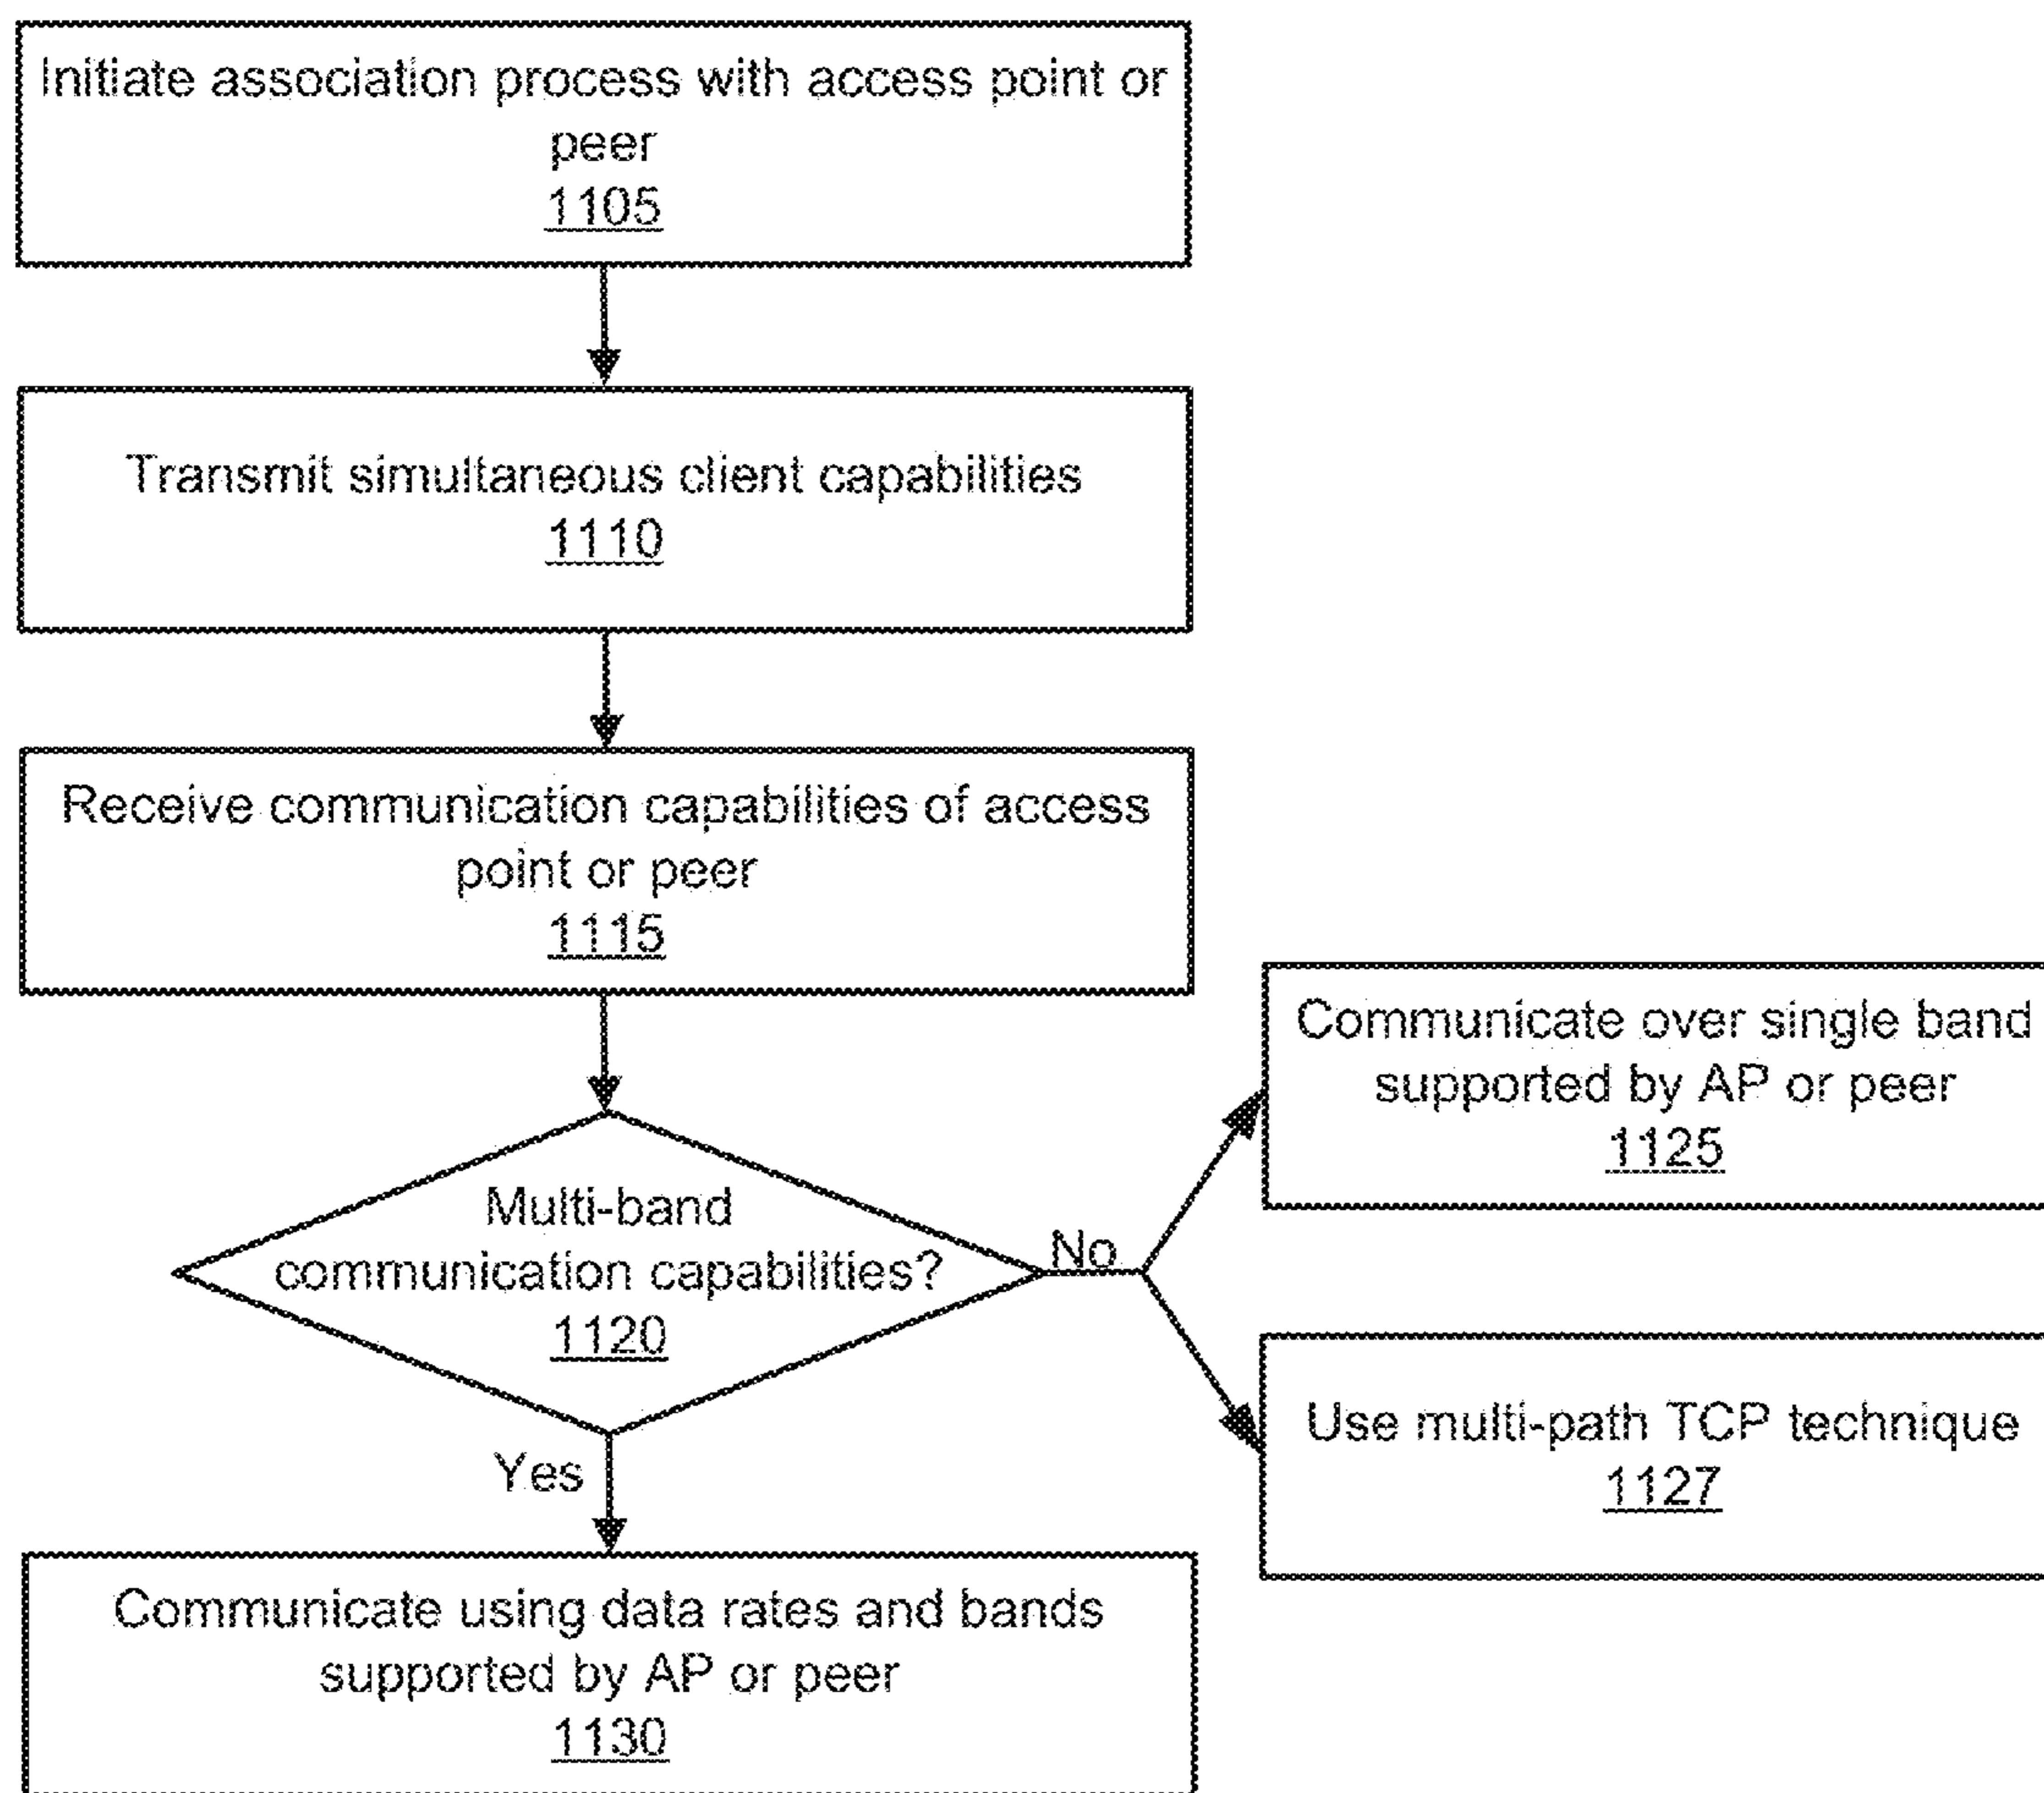 Initiate association process with access point or
peer
1105
Transmit simultaneous client capabilities
1110
Receive communication capabilities of access
point or peer
1115
Multi-band
communication capabilities?
1120
No
Communicate over single band
supported by AP or peer
1125
Use multi-path TCP technique
1127
Yes
Communicate using data rates and bands
supported by AP or peer
1130